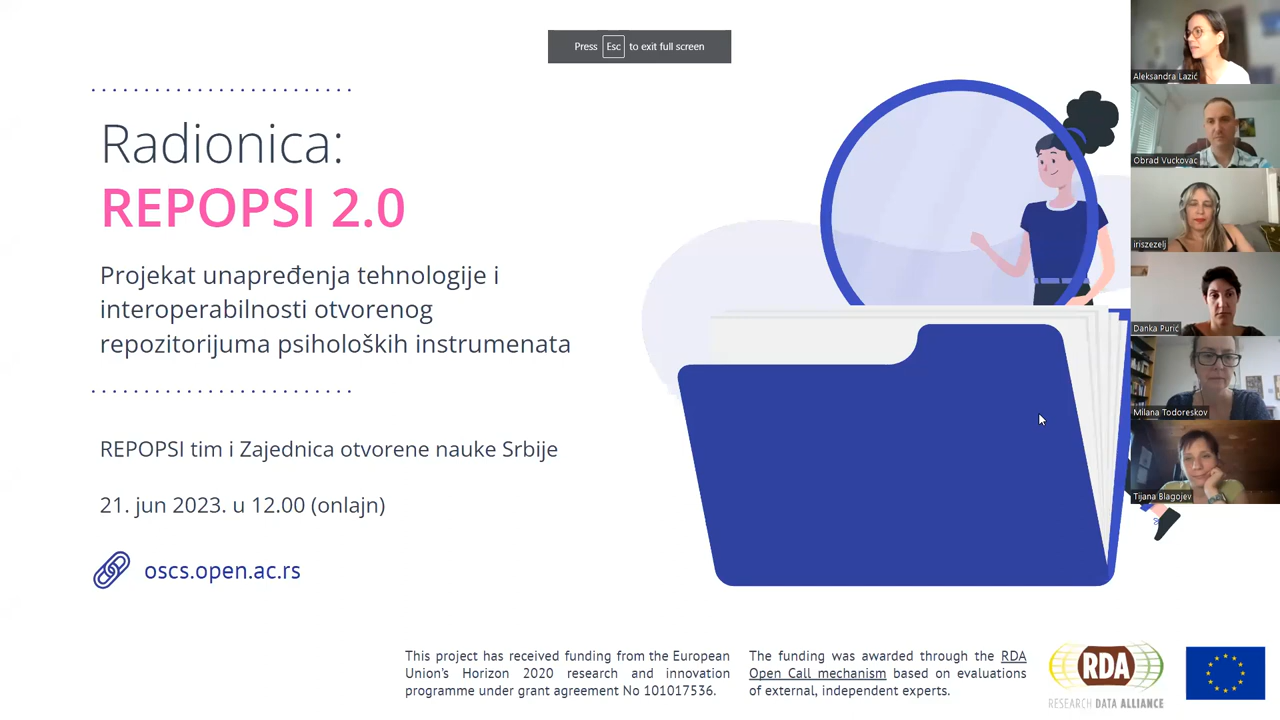 Press Esc to exit full screen
Radionica:
REPOPSI 2.0
Projekat unapređenja tehnologije i
interoperabilnosti otvorenog
repozitorijuma psiholoških instrumenata
REPOPSI tim i Zajednica otvorene nauke Srbije
21. jun 2023. u 12.00 (onlajn)
oscs.open.ac.rs
This project has received funding from the European
Union's Horizon 2020 research and innovation
programme under grant agreement No 101017536.
The funding was awarded through the RDA
Open Call mechanism based on evaluations
of external, independent experts.
RDA
RESEARCH DATA ALLIANCE
Aleksandra Lazić
Obrad Vuckovac
iriszezelj
Danka Purić
Milana Todoreskov
Tijana Blagojev